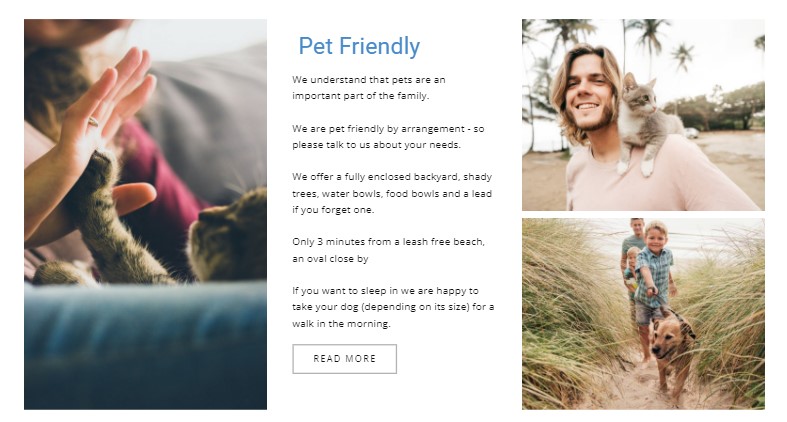 Pet Friendly
We understand that pets are an
important part of the family.
We are pet friendly by arrangement - so
please talk to us about your needs.
We offer a fully enclosed backyard, shady
trees, water bowls, food bowls and a lead
if you forget one.
Only 3 minutes from a leash free beach,
an oval close by
If you want to sleep in we are happy to
take your dog (depending on its size) for a
walk in the morning.
READ MORE